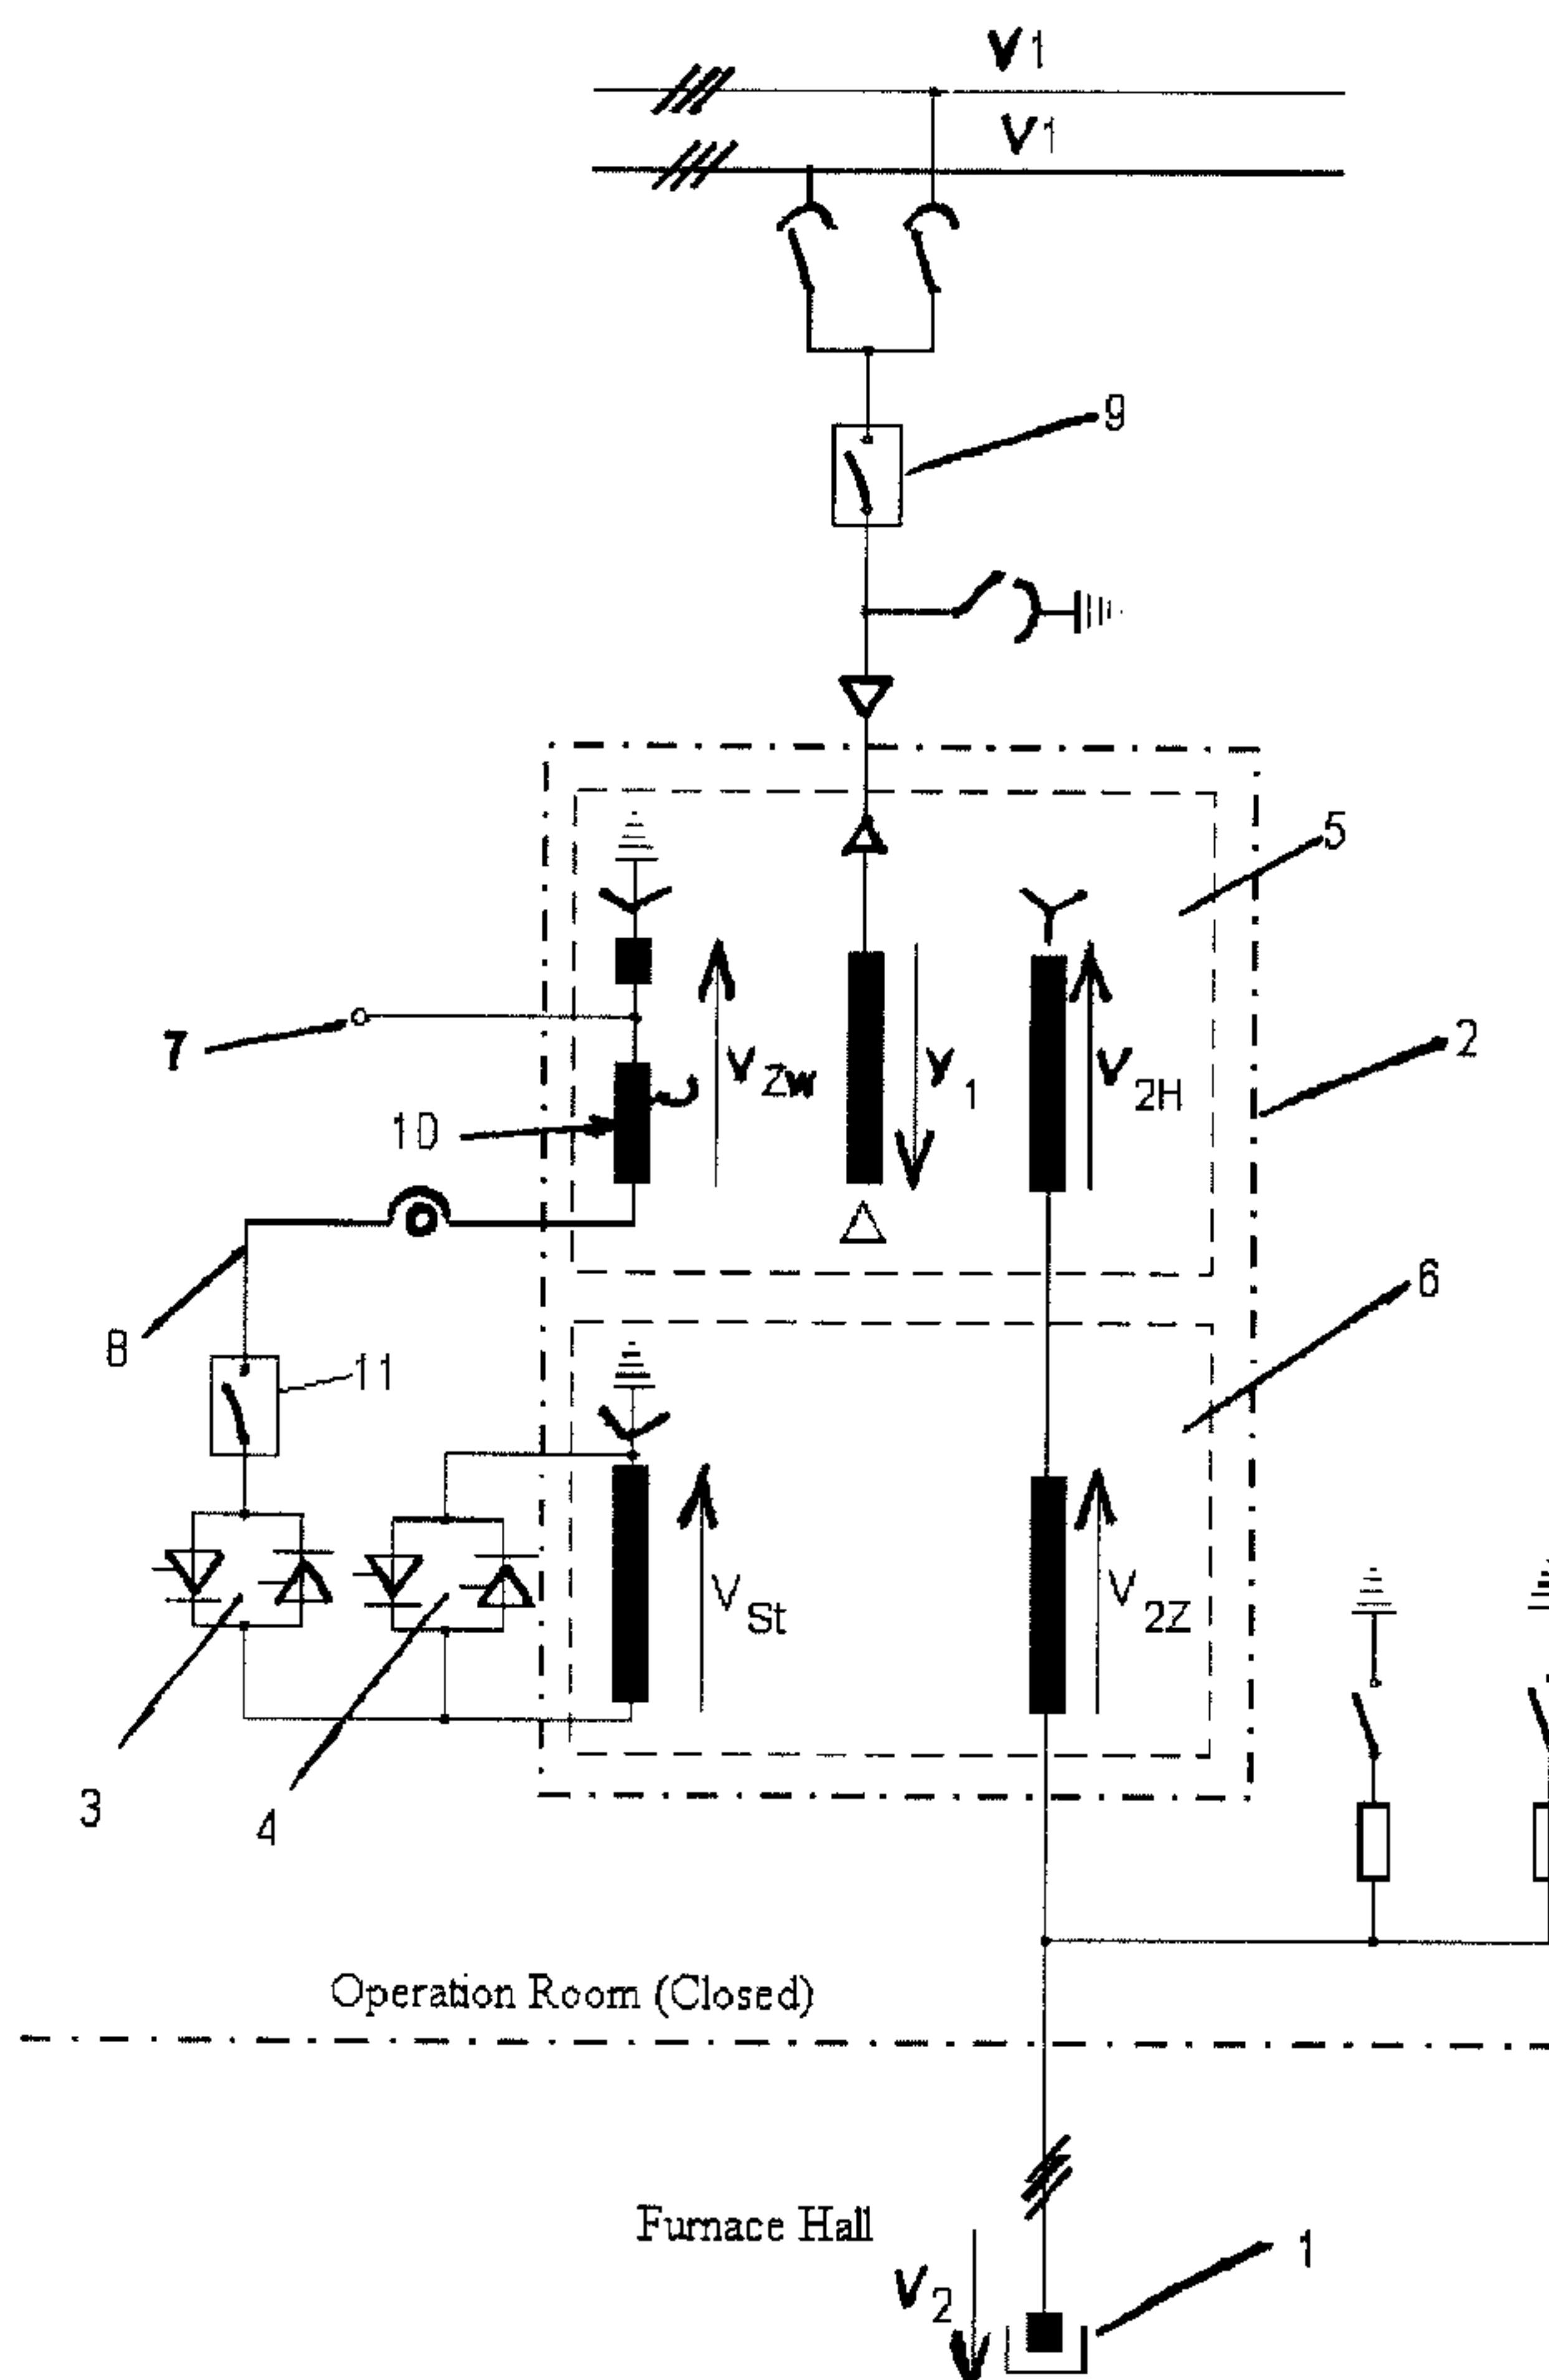 V1
V1
9
5
7
V2w
V1
V2H
2
10
8
11
6
VSt
V2Z
3
4
Operation Room (Closed)
Furnace Hall
V2
1